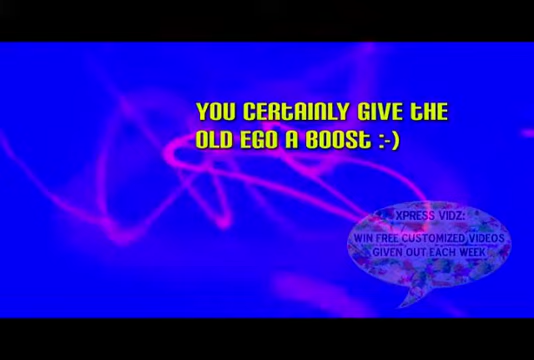 YOU CERTAINLY GIVE THE
OLD EGO A BOOST :-)
XPRESS VIDZ:
WIN FREE CUSTOMIZED VIDEOS
GIVEN OUT EACH WEEK